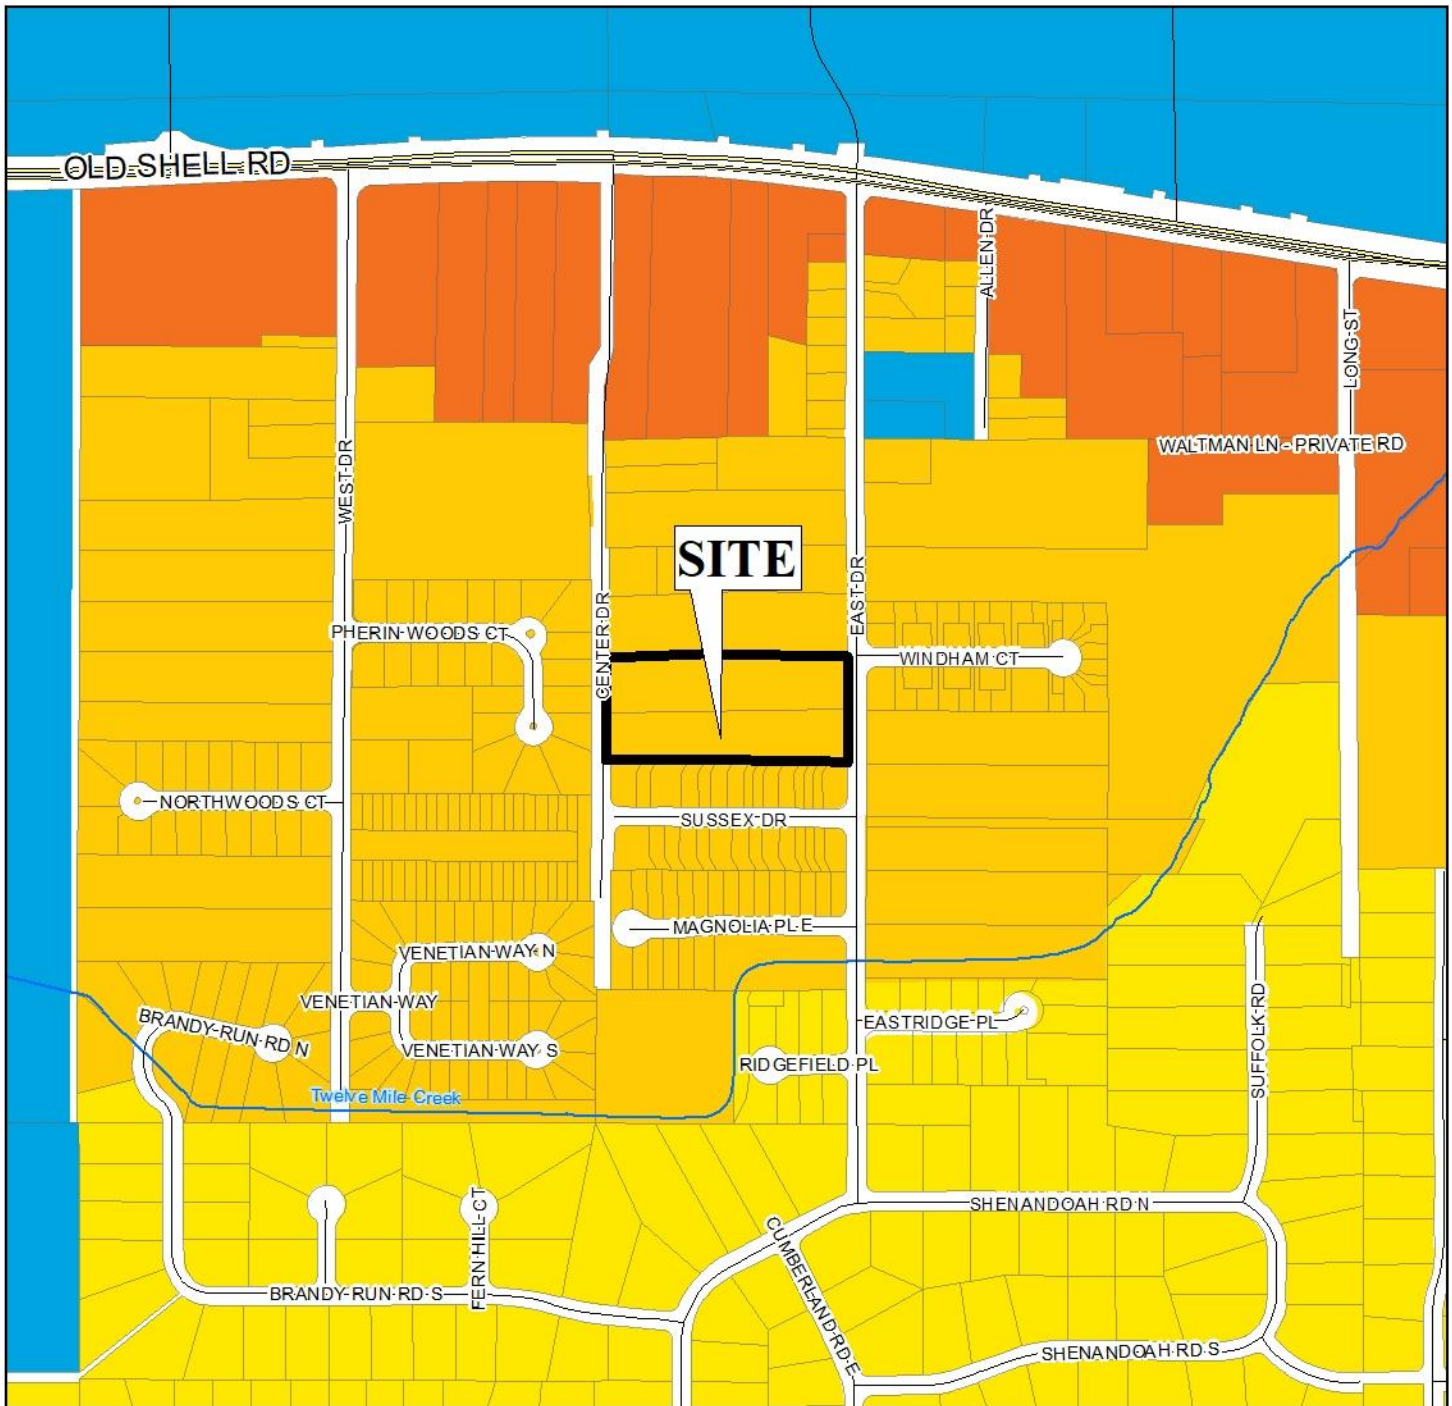 OLD SHELL RD
ALLEN DR
LONG ST
WEST DR
WALTMAN LN - PRIVATE RD
SITE
CENTER DR
EAST DR
PHERIN WOODS CT
WINDHAM CT
NORTHWOODS CT
SUSSEX DR
MAGNOLIA PL E
VENETIAN WAY N
VENETIAN WAY
VENETIAN WAY S
BRANDY RUN RD N
EASTRIDGE PL
SUFFOLK RD
RIDGEFIELD PL
Twelve Mile Creek
FERN HILL CT
SHENANDOAH RD N
CUMBERLAND RD E
BRANDY RUN RD S
SHENANDOAH RD S